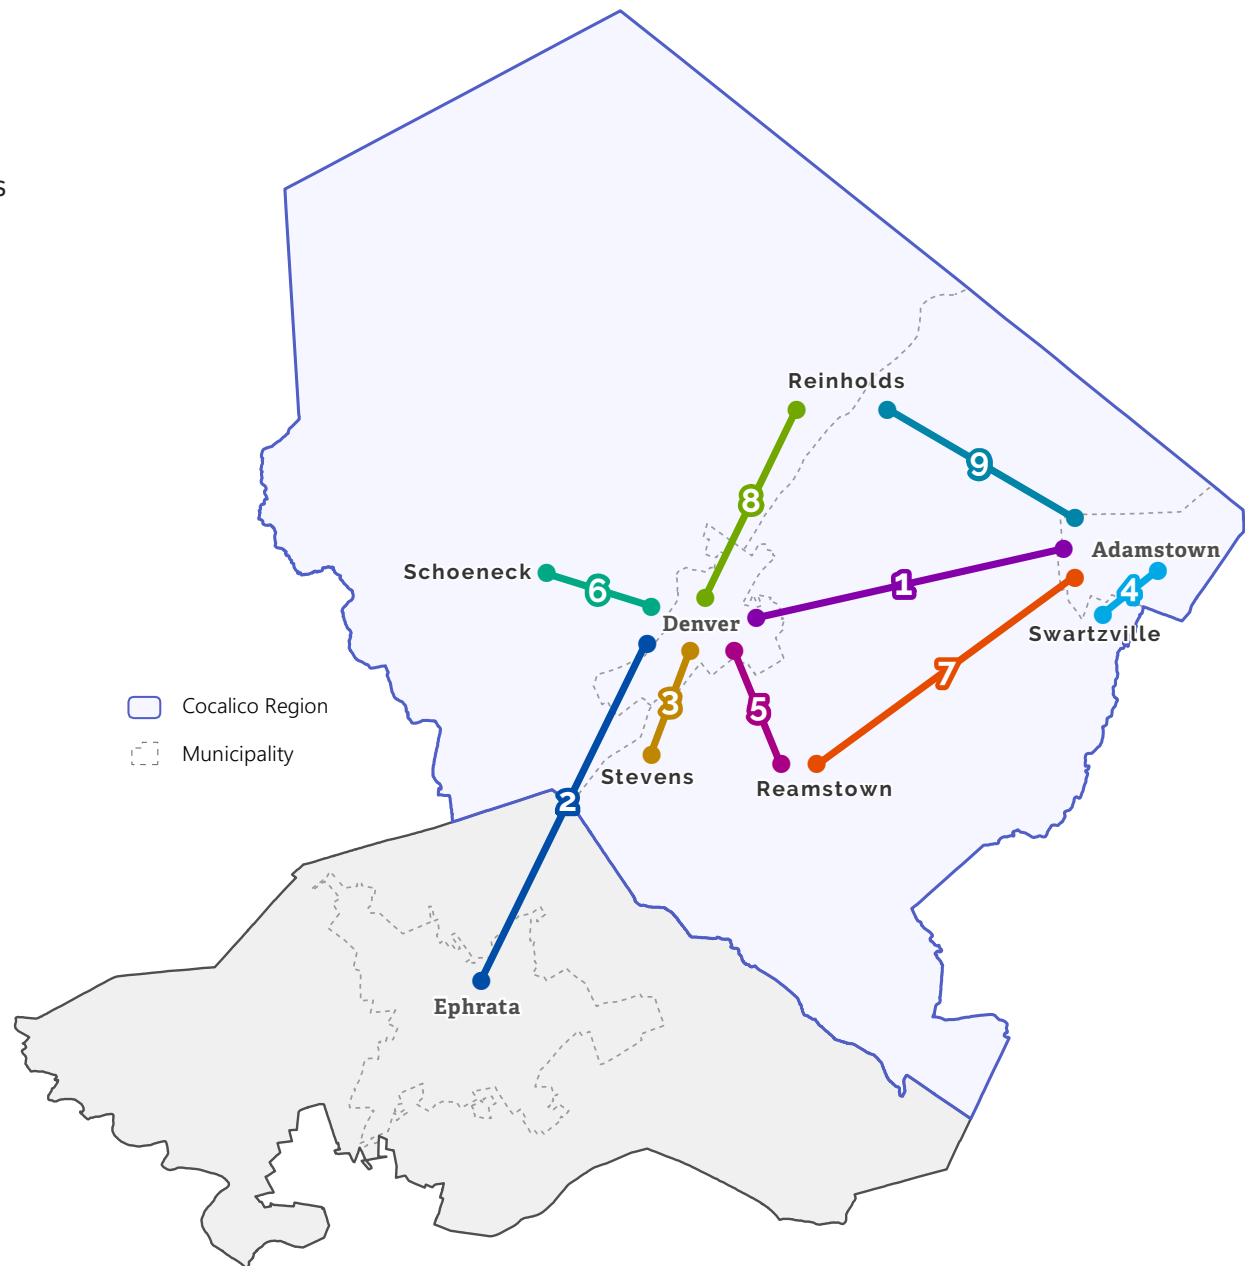 s
Reinholds
8
9
Schoeneck
6
1
Adamstown
4
Denver
Swartzville
7
3
5
Cocalico Region
Municipality
Stevens
Reamstown
2
Ephrata